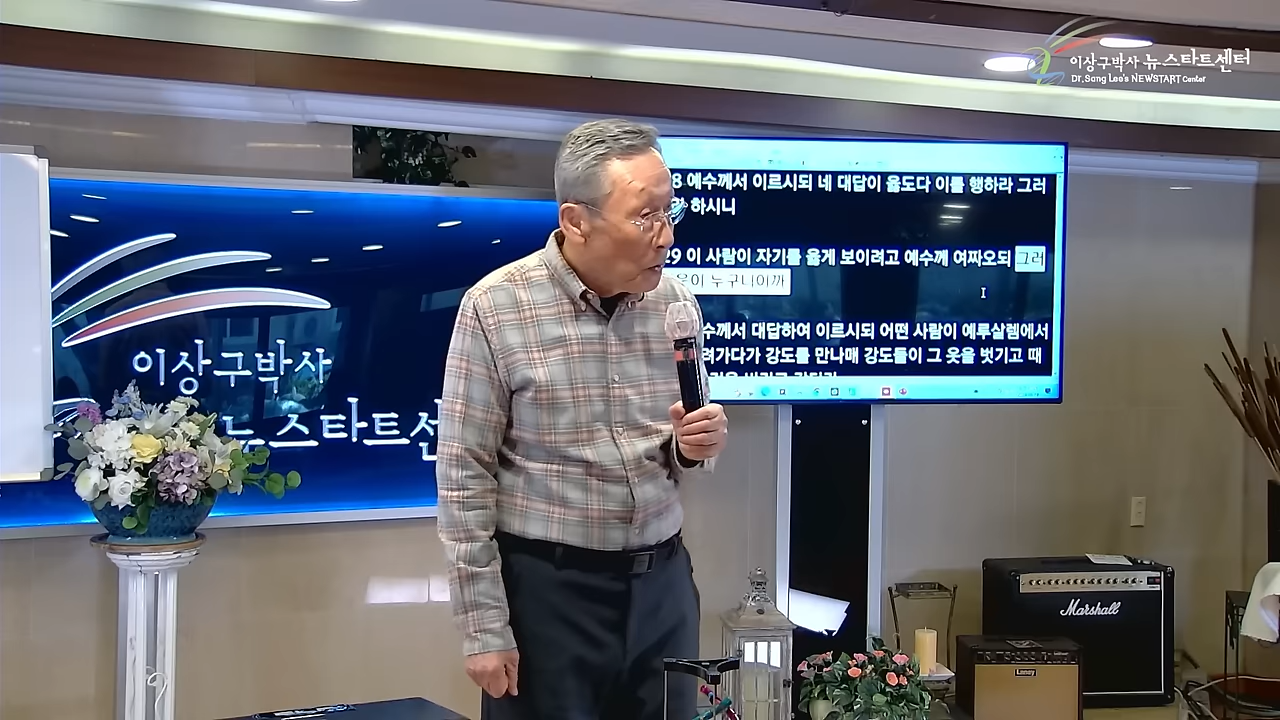 이상구박사 뉴스타트센터
Dr. Sang Lee's NEWSTART Center
8 예수께서 이르시되 네 대답이 옳도다 이를 행하라 그러
하시니
29 이 사람이 자기를 옳게 보이려고 예수께 여짜오되 그러
웃이 누구니이까
수께서 대답하여 이르시되 어떤 사람이 예루살렘에서
려가다가 강도를 만나매 강도들이 그 옷을 벗기고 때
이상구박사
뉴스타트센
Marshall
Laney